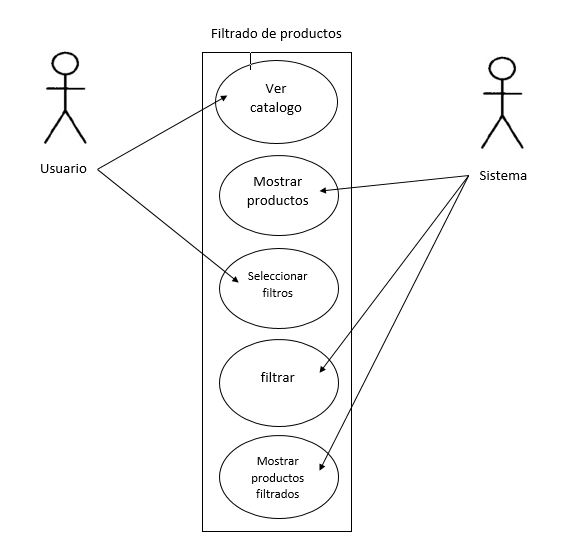 Filtrado de productos
Ver
catalogo
Usuario
Mostrar
productos
Sistema
Seleccionar
filtros
filtrar
Mostrar
productos
filtrados